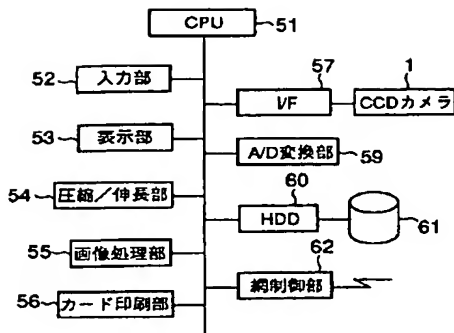 CPU 51
52 入力部
57 1
I/F CCDカメラ
53 表示部
A/D変換部 59
54 圧縮/伸長部
60
HDD 61
55 画像処理部
62
網制御部
56 カード印刷部